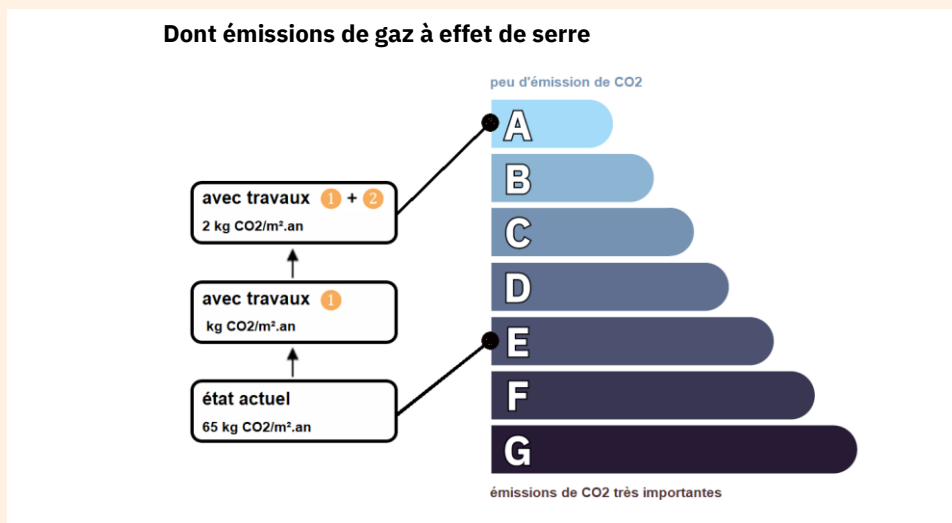 Dont émissions de gaz à effet de serre
peu d'émission de CO2
A
B
C
D
E
F
G
émissions de CO2 très importantes
avec travaux 1 + 2
2 kg CO2/m².an
avec travaux 1
kg CO2/m².an
état actuel
65 kg CO2/m².an